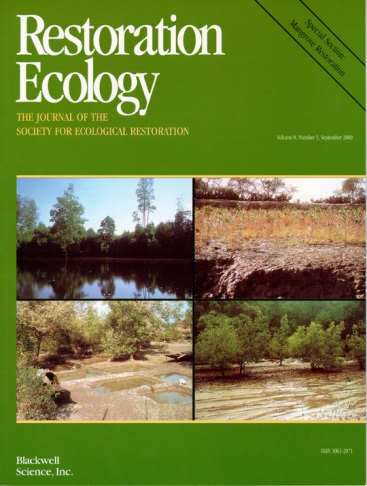 Restoration
Ecology
Special Section:
Mangrove Restoration
THE JOURNAL OF THE
SOCIETY FOR ECOLOGICAL RESTORATION
Volume 8, Number 3, September 2000
Blackwell
Science, Inc.
ISSN 1061-2971